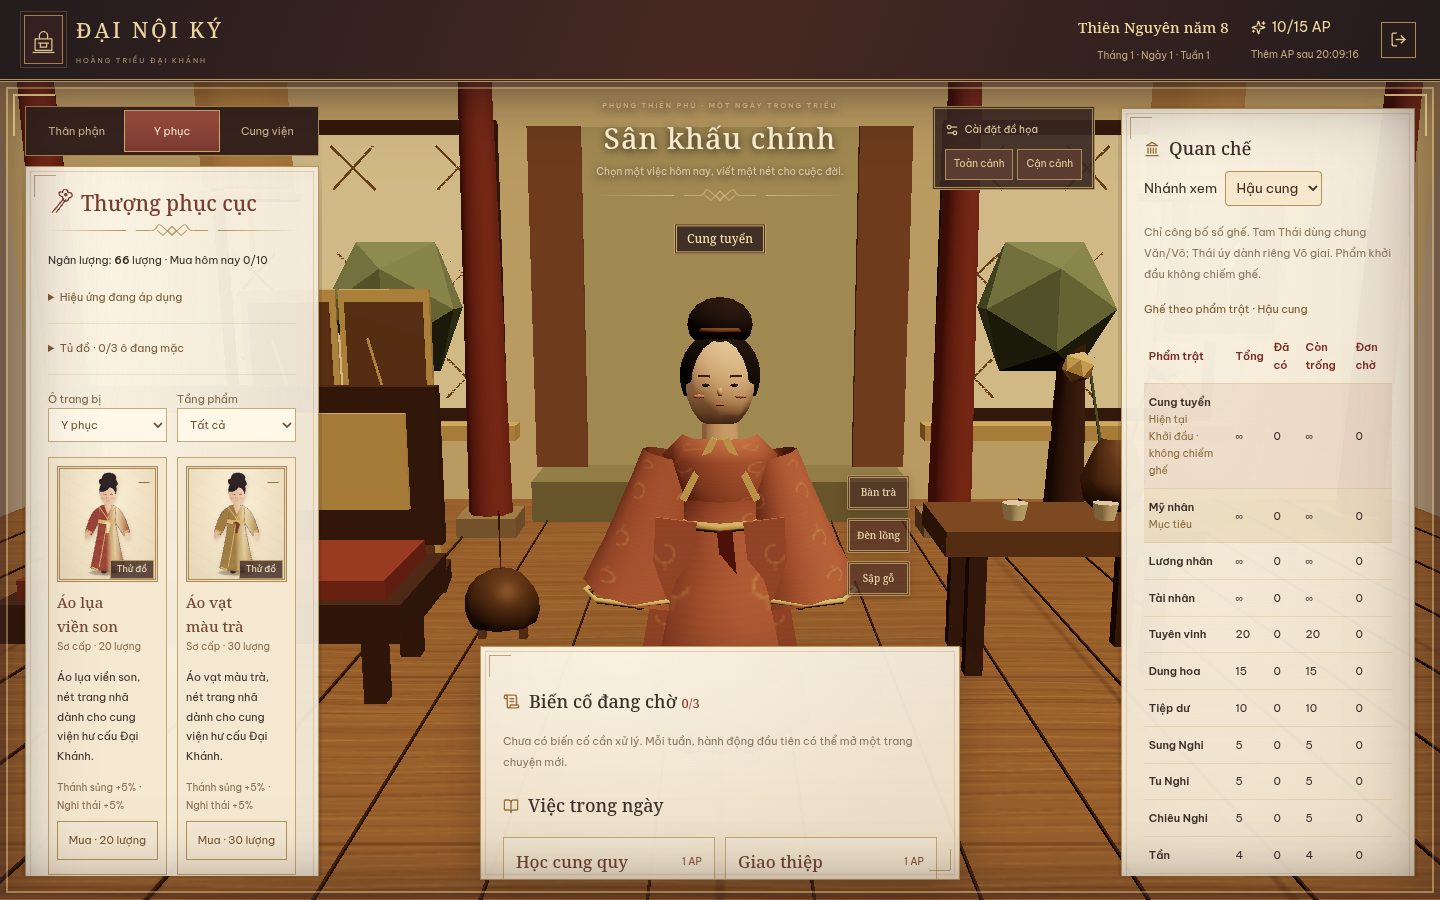 ĐẠI NỘI KÝ
HOÀNG TRIỀU ĐẠI KHÁNH
Thiên Nguyên năm 8
Tháng 1 · Ngày 1 · Tuần 1
10/15 AP
Thêm AP sau 20:09:16
Thân phận
Y phục
Cung viện
Thượng phục cục
Ngân lượng: 66 lượng · Mua hôm nay 0/10
▶ Hiệu ứng đang áp dụng
▶ Tủ đồ · 0/3 ô đang mặc
Ô trang bị
Tầng phẩm
Y phục
Tất cả
Thử đồ
Thử đồ
Áo lụa
viền son
Sơ cấp · 20 lượng
Áo lụa viền son,
nét trang nhã
dành cho cung
viện hư cấu Đại
Khánh.
Thánh sủng +5% ·
Nghi thái +5%
Mua · 20 lượng
Áo vạt
màu trà
Sơ cấp · 30 lượng
Áo vạt màu trà,
nét trang nhã
dành cho cung
viện hư cấu Đại
Khánh.
Thánh sủng +5% ·
Nghi thái +5%
Mua · 30 lượng
PHỤNG THIÊN PHỦ · MỘT NGÀY TRONG TRIỀU
Sân khấu chính
Chọn một việc hôm nay, viết một nét cho cuộc đời.
Cung tuyển
Cài đặt đồ họa
Toàn cảnh
Cận cảnh
Bàn trà
Đèn lồng
Sập gỗ
Biến cố đang chờ 0/3
Chưa có biến cố cần xử lý. Mỗi tuần, hành động đầu tiên có thể mở một trang
chuyện mới.
Việc trong ngày
Học cung quy 1 AP
Giao thiệp 1 AP
Quan chế
Nhánh xem Hậu cung
Chỉ công bố số ghế. Tam Thái dùng chung
Văn/Võ; Thái úy dành riêng Võ giai. Phẩm khởi
đầu không chiếm ghế.
Ghế theo phẩm trật · Hậu cung
Phẩm trật Tổng Đã có Còn trống Đơn chờ
Cung tuyển ∞ 0 ∞ 0
Hiện tại
Khởi đầu ·
không chiếm
ghế
Mỹ nhân ∞ 0 ∞ 0
Mục tiêu
Lương nhân ∞ 0 ∞ 0
Tài nhân ∞ 0 ∞ 0
Tuyên vinh 20 0 20 0
Dung hoa 15 0 15 0
Tiệp dư 10 0 10 0
Sung Nghi 5 0 5 0
Tu Nghi 5 0 5 0
Chiêu Nghi 5 0 5 0
Tần 4 0 4 0